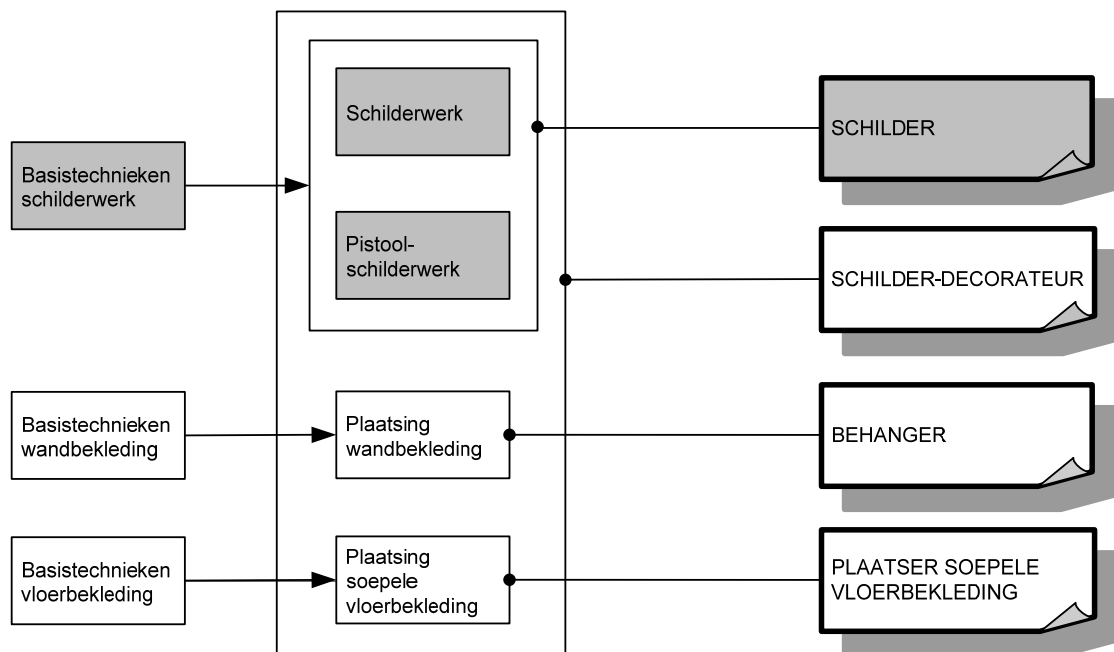 Basistechnieken
schilderwerk
Schilderwerk
Pistool-
schilderwerk
SCHILDER
SCHILDER-DECORATEUR
Basistechnieken
wandbekleding
Plaatsing
wandbekleding
BEHANGER
Basistechnieken
vloerbekleding
Plaatsing
soepele
vloerbekleding
PLAATSER SOEPELE
VLOERBEKLEDING